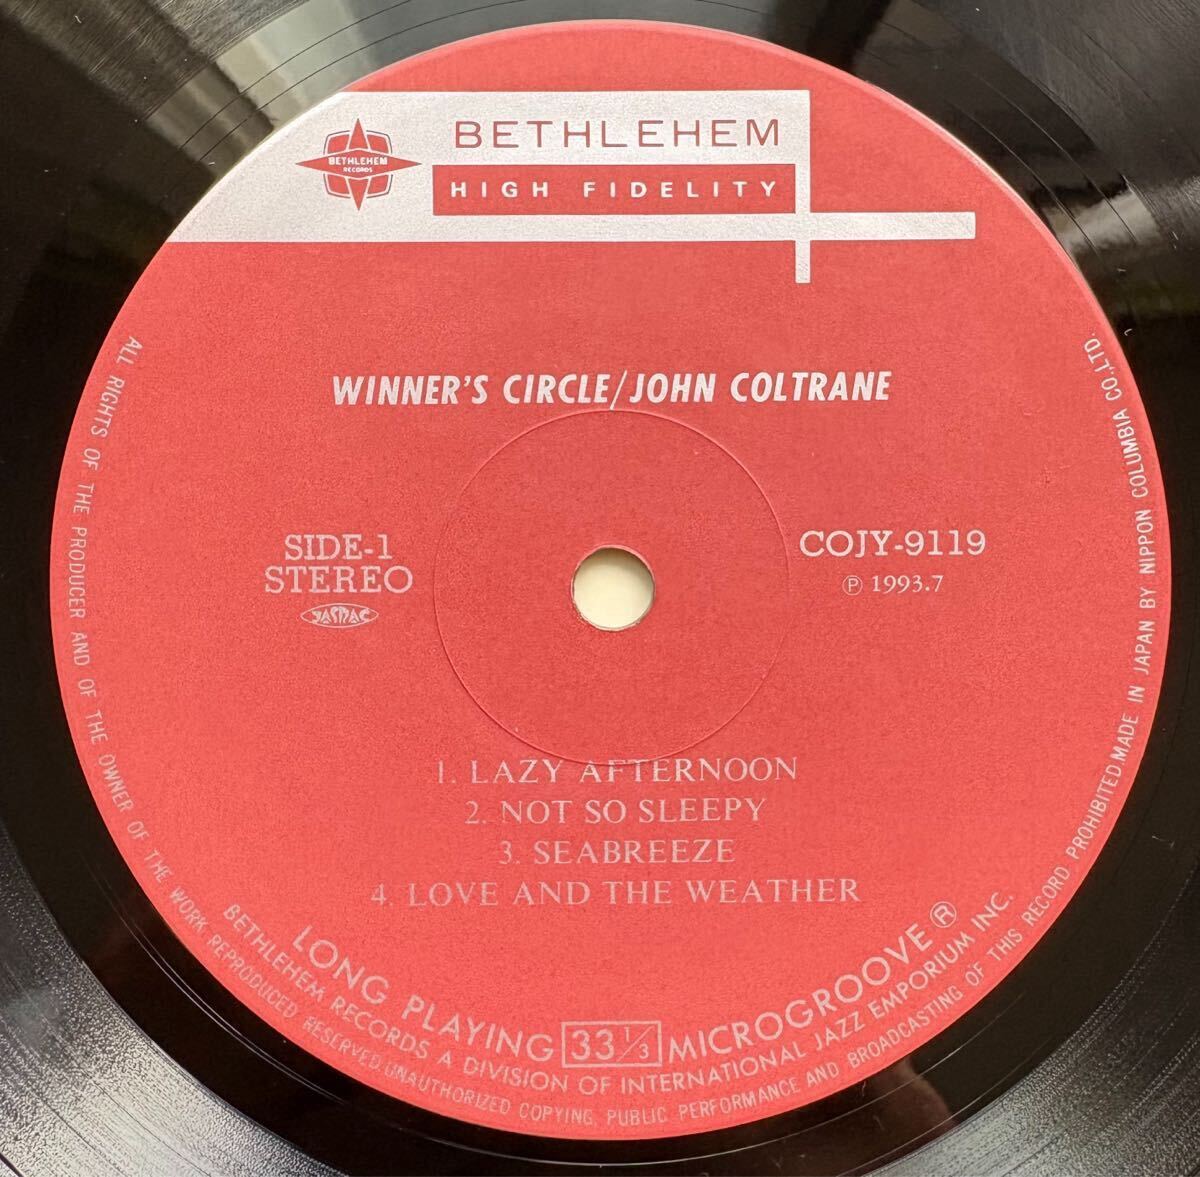 BETHLEHEM
RECORDS
BETHLEHEM
HIGH FIDELITY
WINNER'S CIRCLE/JOHN COLTRANE
SIDE-1
STEREO
JASRAC
COJY-9119
Ⓟ 1993.7
1. LAZY AFTERNOON
2. NOT SO SLEEPY
3. SEABREEZE
4. LOVE AND THE WEATHER
LONG PLAYING 33 1/3 MICROGROOVE ®
BETHLEHEM RECORDS A DIVISION OF INTERNATIONAL JAZZ EMPORIUM INC.
ALL RIGHTS OF THE PRODUCER AND OF THE OWNER OF THE WORK REPRODUCED RESERVED. UNAUTHORIZED COPYING, PUBLIC PERFORMANCE AND BROADCASTING OF THIS RECORD PROHIBITED. MADE IN JAPAN BY NIPPON COLUMBIA CO.,LTD.